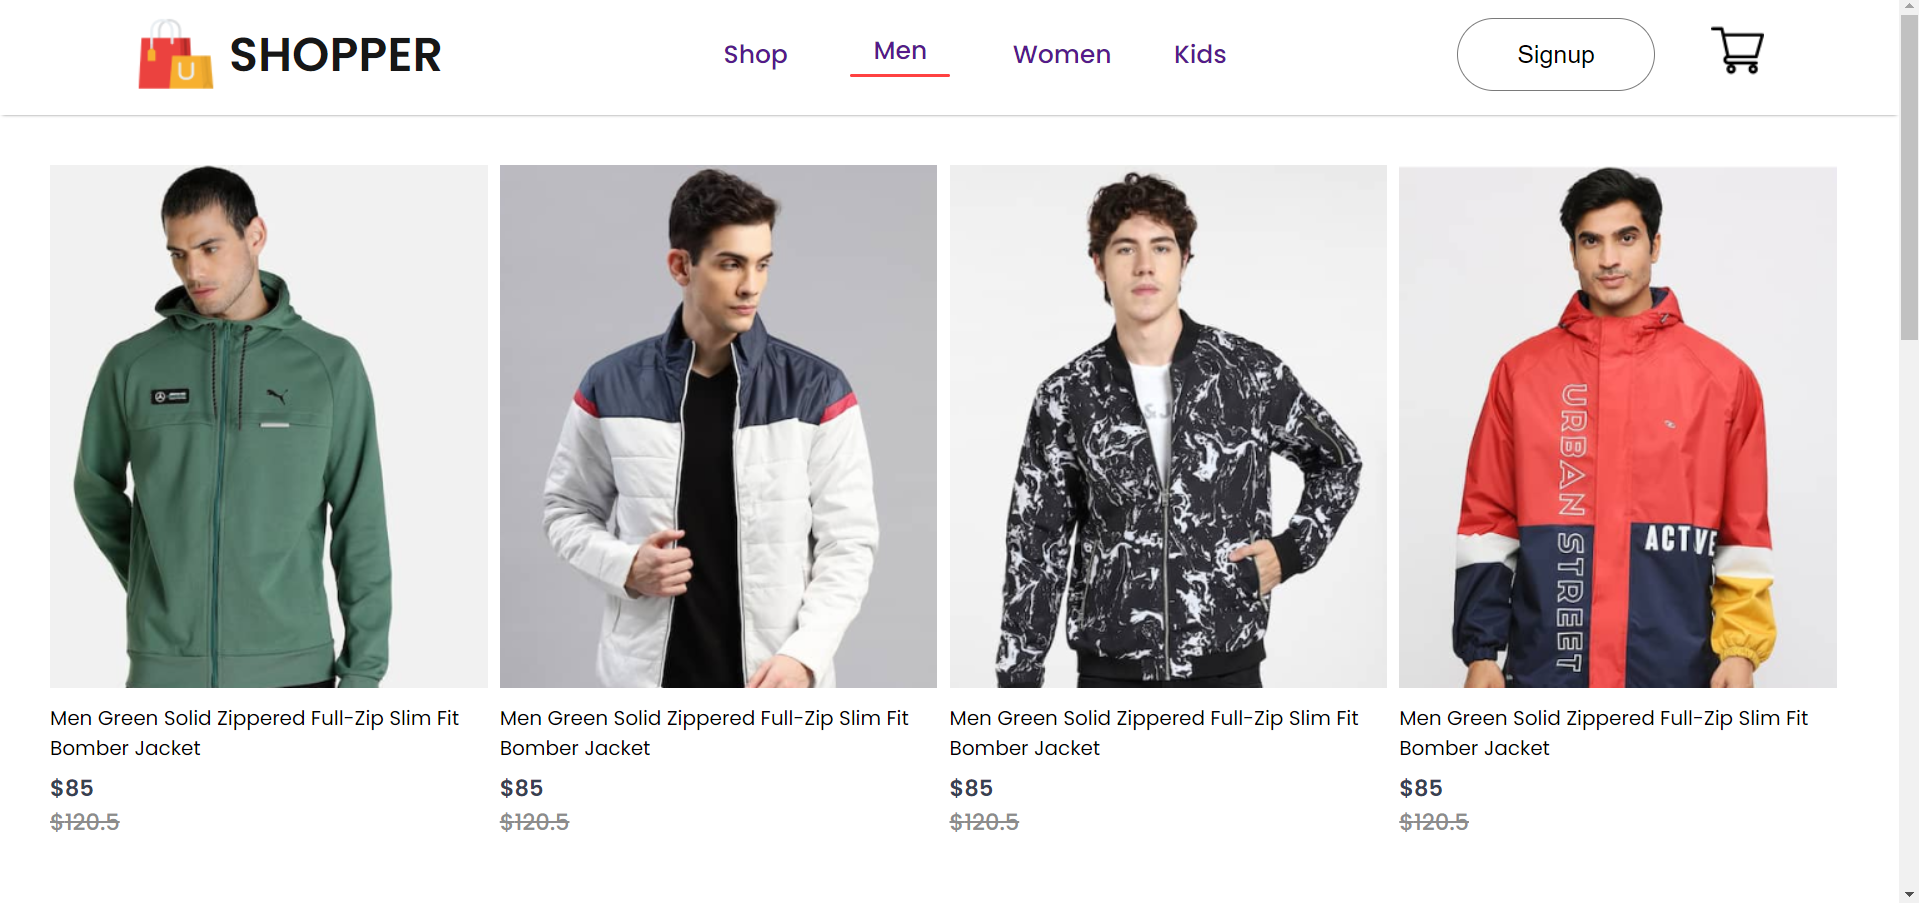 U
SHOPPER
Shop
Men
Women
Kids
Signup
URBAN STREET
ACTIVE
Men Green Solid Zippered Full-Zip Slim Fit
Bomber Jacket
$85
$120.5
Men Green Solid Zippered Full-Zip Slim Fit
Bomber Jacket
$85
$120.5
Men Green Solid Zippered Full-Zip Slim Fit
Bomber Jacket
$85
$120.5
Men Green Solid Zippered Full-Zip Slim Fit
Bomber Jacket
$85
$120.5